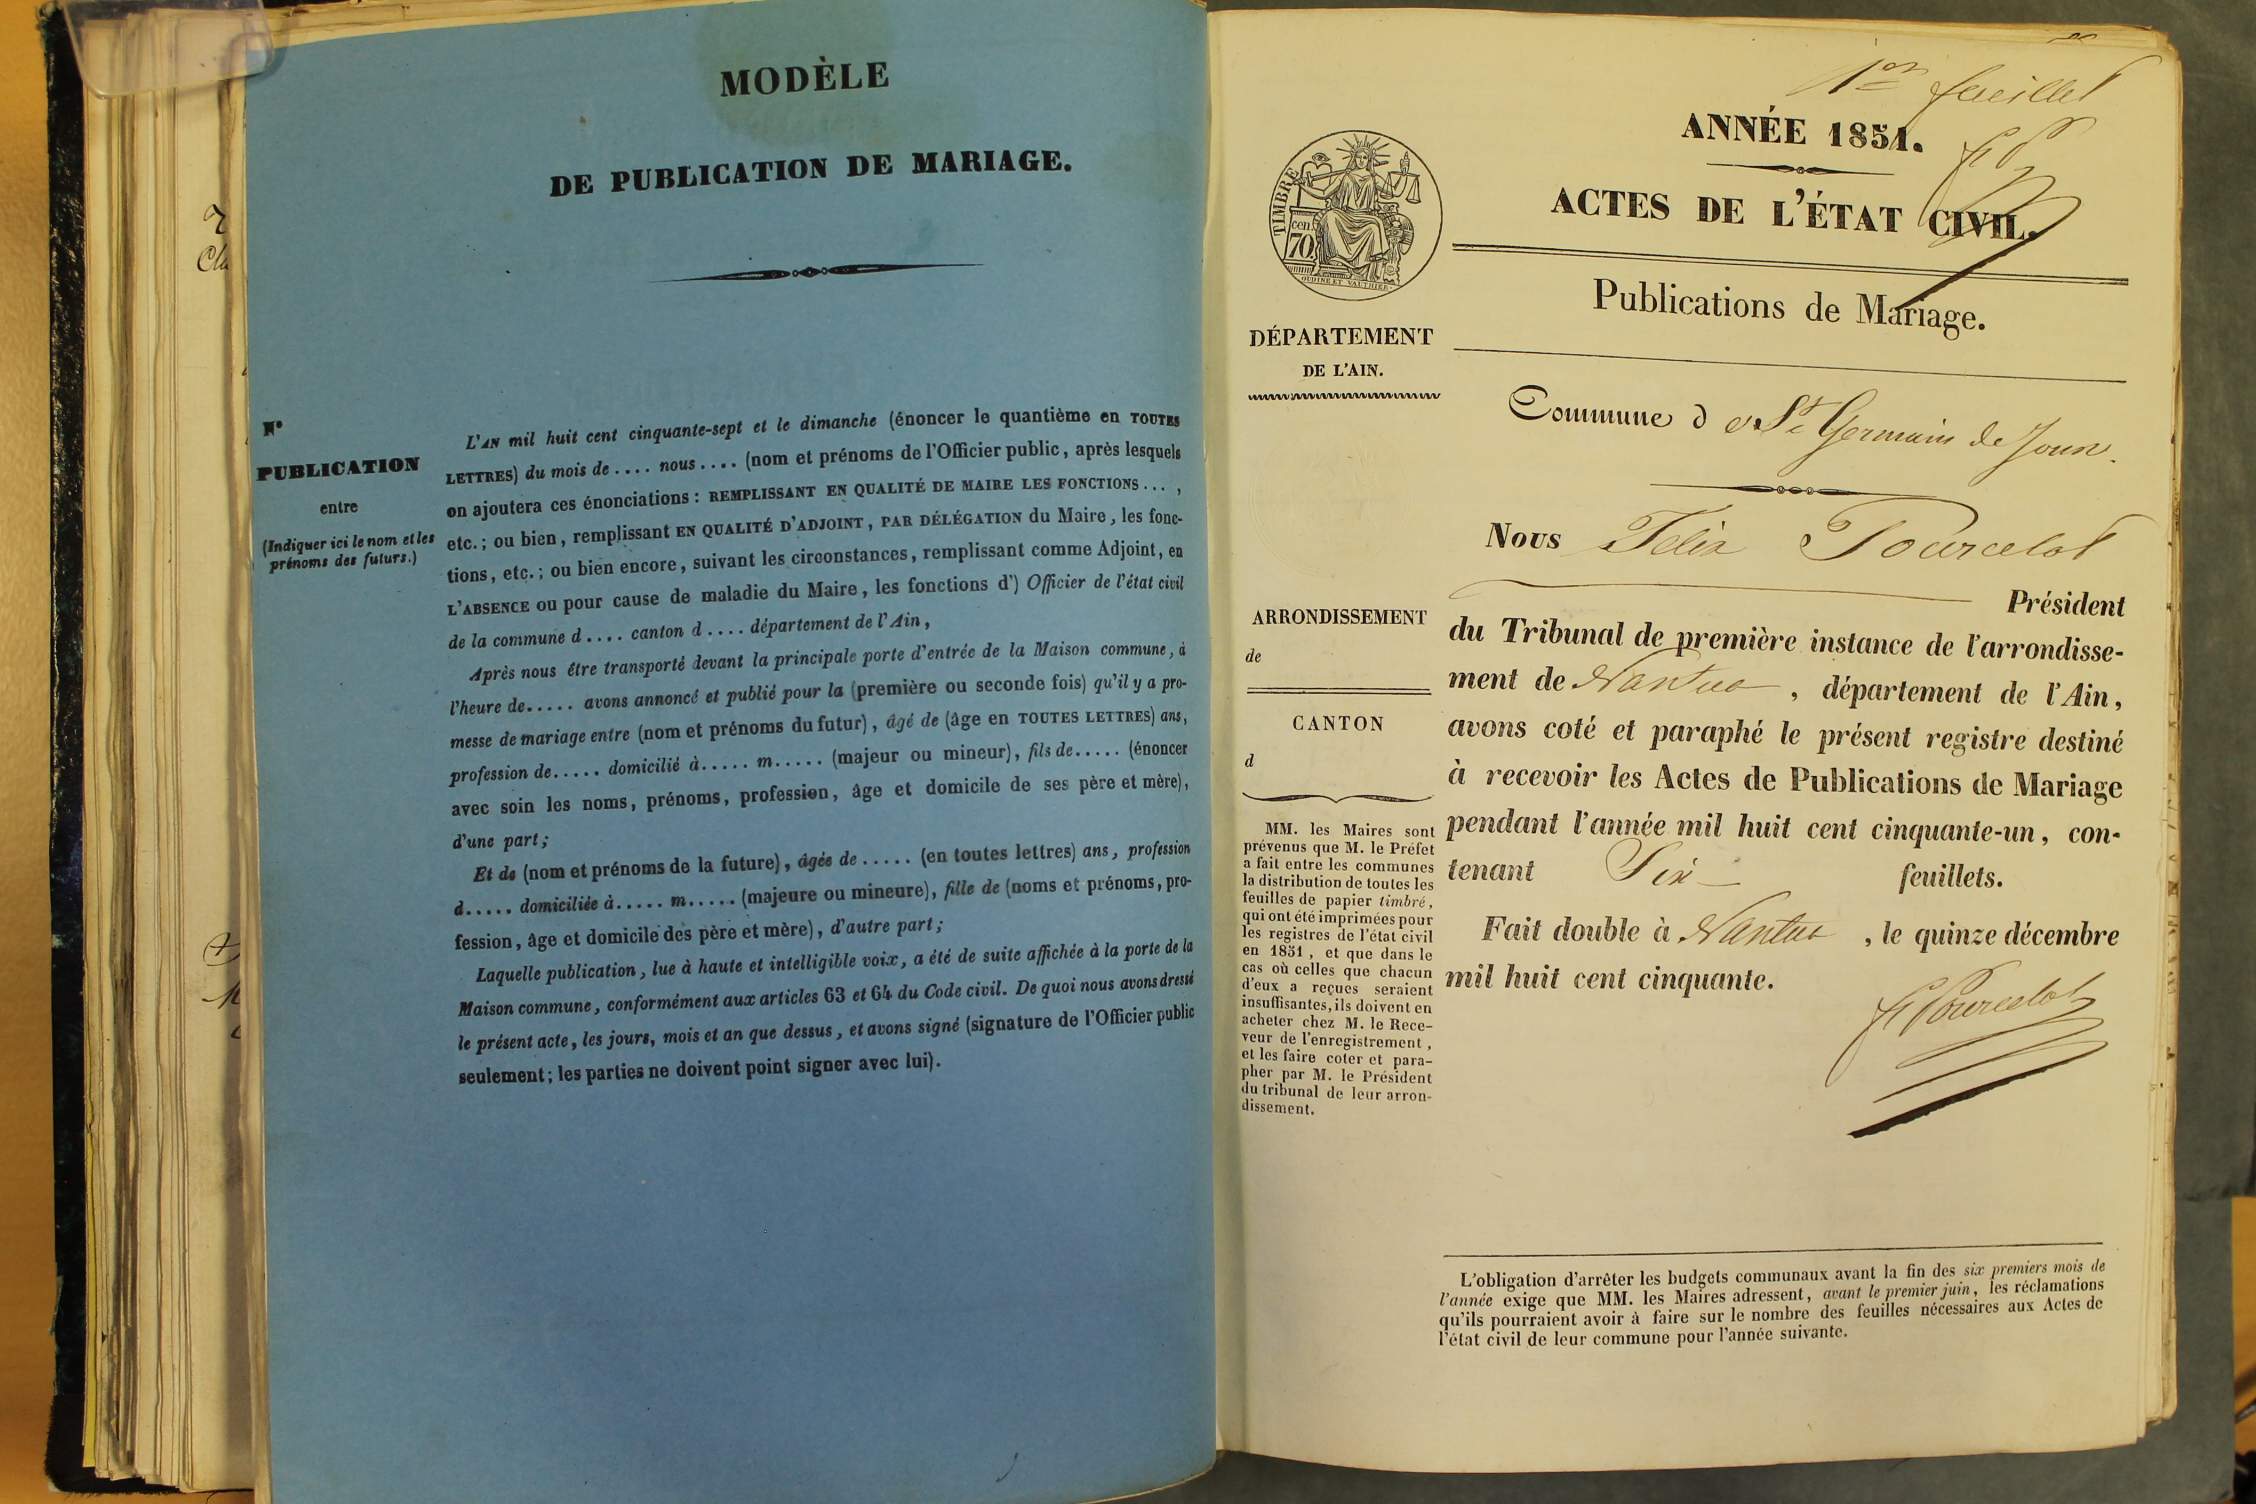 MODÈLE
DE PUBLICATION DE MARIAGE.
N°
PUBLICATION
entre
(Indiquer ici le nom et les
prénoms des futurs.)
L'AN mil huit cent cinquante-sept et le dimanche (énoncer le quantième en TOUTES
LETTRES) du mois de .... nous .... (nom et prénoms de l'Officier public, après lesquels
on ajoutera ces énonciations : REMPLISSANT EN QUALITÉ DE MAIRE LES FONCTIONS ... ,
etc. ; ou bien, remplissant EN QUALITÉ D'ADJOINT, PAR DÉLÉGATION du Maire, les fonc-
tions, etc. ; ou bien encore, suivant les circonstances, remplissant comme Adjoint, en
L'ABSENCE ou pour cause de maladie du Maire, les fonctions d') Officier de l'état civil
de la commune d .... canton d .... département de l'Ain,
Après nous être transporté devant la principale porte d'entrée de la Maison commune, à
l'heure de ..... avons annoncé et publié pour la (première ou seconde fois) qu'il y a pro-
messe de mariage entre (nom et prénoms du futur), âgé de (âge en TOUTES LETTRES) ans,
profession de ..... domicilié à ..... m ..... (majeur ou mineur), fils de ..... (énoncer
avec soin les noms, prénoms, profession, âge et domicile de ses père et mère),
d'une part ;
Et de (nom et prénoms de la future), âgée de ..... (en toutes lettres) ans, profession
d ..... domiciliée à ..... m ..... (majeure ou mineure), fille de (noms et prénoms, pro-
fession, âge et domicile des père et mère), d'autre part ;
Laquelle publication, lue à haute et intelligible voix, a été de suite affichée à la porte de la
Maison commune, conformément aux articles 63 et 64 du Code civil. De quoi nous avons dressé
le présent acte, les jours, mois et an que dessus, et avons signé (signature de l'Officier public
seulement ; les parties ne doivent point signer avec lui).
1er feuillet
ANNÉE 1851.
ACTES DE L'ÉTAT CIVIL.
Publications de Mariage.
TIMBRE
cen.
70.
OUDINE ET VAUTHIER.
DÉPARTEMENT
DE L'AIN.
Commune de St Germain de Joux.
Nous Félix Pourcelot
Président
du Tribunal de première instance de l'arrondisse-
ment de Nantua , département de l'Ain,
avons coté et paraphé le présent registre destiné
à recevoir les Actes de Publications de Mariage
pendant l'année mil huit cent cinquante-un, con-
tenant Six feuillets.
Fait double à Nantua , le quinze décembre
mil huit cent cinquante.
F Pourcelot
ARRONDISSEMENT
de
CANTON
d
MM. les Maires sont
prévenus que M. le Préfet
a fait entre les communes
la distribution de toutes les
feuilles de papier timbré,
qui ont été imprimées pour
les registres de l'état civil
en 1851, et que dans le
cas où celles que chacun
d'eux a reçues seraient
insuffisantes, ils doivent en
acheter chez M. le Rece-
veur de l'enregistrement,
et les faire coter et para-
pher par M. le Président
du tribunal de leur arron-
dissement.
L'obligation d'arrêter les budgets communaux avant la fin des six premiers mois de
l'année exige que MM. les Maires adressent, avant le premier juin, les réclamations
qu'ils pourraient avoir à faire sur le nombre des feuilles nécessaires aux Actes de
l'état civil de leur commune pour l'année suivante.